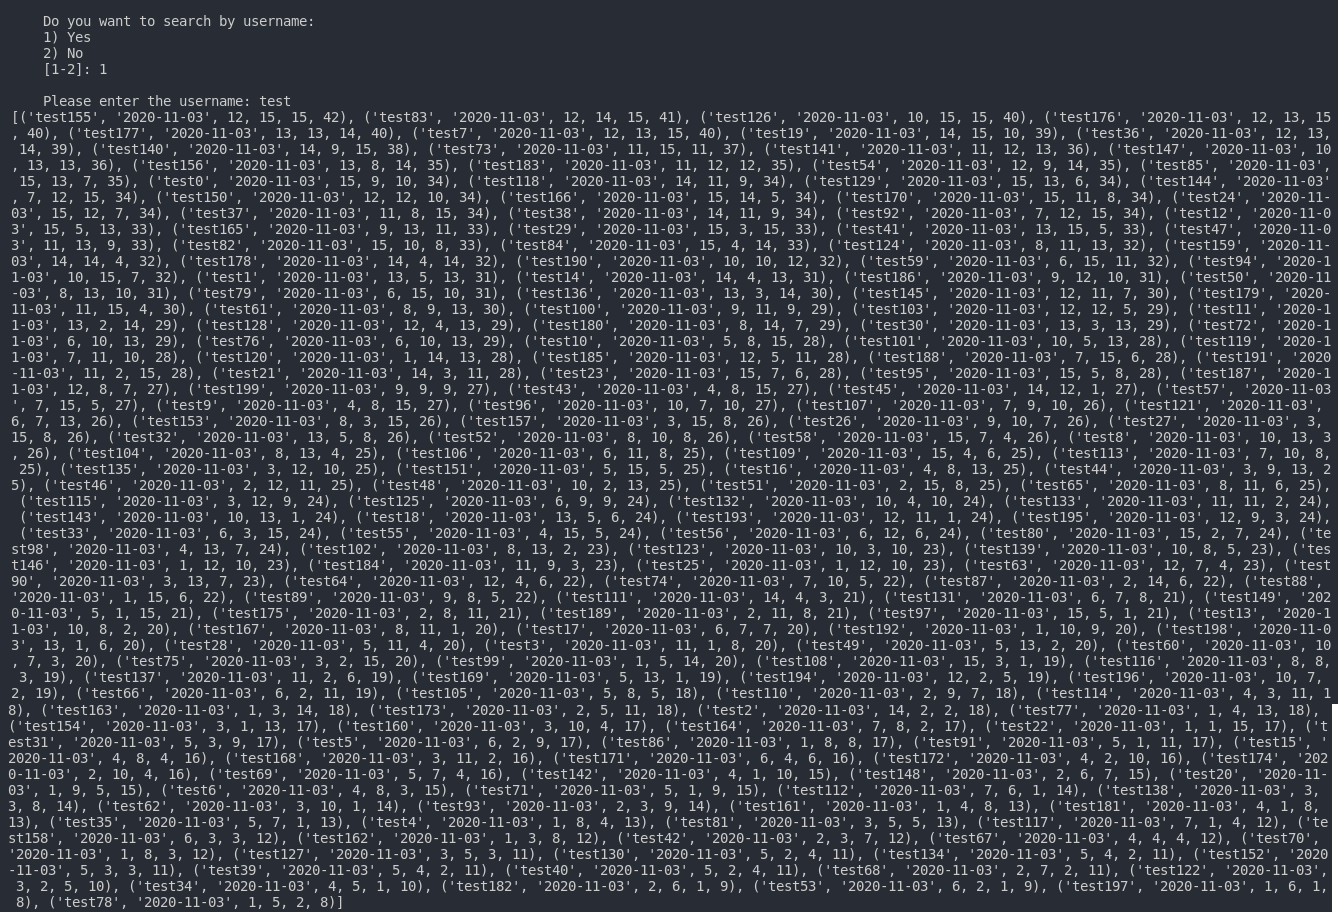 Do you want to search by username:
1) Yes
2) No
[1-2]: 1
Please enter the username: test
[('test155', '2020-11-03', 12, 15, 15, 42), ('test83', '2020-11-03', 12, 14, 15, 41), ('test126', '2020-11-03', 10, 15, 15, 40), ('test176', '2020-11-03', 12, 13, 15
, 40), ('test177', '2020-11-03', 13, 13, 14, 40), ('test7', '2020-11-03', 12, 13, 15, 40), ('test19', '2020-11-03', 14, 15, 10, 39), ('test36', '2020-11-03', 12, 13,
 14, 39), ('test140', '2020-11-03', 14, 9, 15, 38), ('test73', '2020-11-03', 11, 15, 11, 37), ('test141', '2020-11-03', 11, 12, 13, 36), ('test147', '2020-11-03', 10
, 13, 13, 36), ('test156', '2020-11-03', 13, 8, 14, 35), ('test183', '2020-11-03', 11, 12, 12, 35), ('test54', '2020-11-03', 12, 9, 14, 35), ('test85', '2020-11-03',
 15, 13, 7, 35), ('test0', '2020-11-03', 15, 9, 10, 34), ('test118', '2020-11-03', 14, 11, 9, 34), ('test129', '2020-11-03', 15, 13, 6, 34), ('test144', '2020-11-03'
, 7, 12, 15, 34), ('test150', '2020-11-03', 12, 12, 10, 34), ('test166', '2020-11-03', 15, 14, 5, 34), ('test170', '2020-11-03', 15, 11, 8, 34), ('test24', '2020-11-
03', 15, 12, 7, 34), ('test37', '2020-11-03', 11, 8, 15, 34), ('test38', '2020-11-03', 14, 11, 9, 34), ('test92', '2020-11-03', 7, 12, 15, 34), ('test12', '2020-11-0
3', 15, 5, 13, 33), ('test165', '2020-11-03', 9, 13, 11, 33), ('test29', '2020-11-03', 15, 3, 15, 33), ('test41', '2020-11-03', 13, 15, 5, 33), ('test47', '2020-11-0
3', 11, 13, 9, 33), ('test82', '2020-11-03', 15, 10, 8, 33), ('test84', '2020-11-03', 15, 4, 14, 33), ('test124', '2020-11-03', 8, 11, 13, 32), ('test159', '2020-11-
03', 14, 14, 4, 32), ('test178', '2020-11-03', 14, 4, 14, 32), ('test190', '2020-11-03', 10, 10, 12, 32), ('test59', '2020-11-03', 6, 15, 11, 32), ('test94', '2020-1
1-03', 10, 15, 7, 32), ('test1', '2020-11-03', 13, 5, 13, 31), ('test14', '2020-11-03', 14, 4, 13, 31), ('test186', '2020-11-03', 9, 12, 10, 31), ('test50', '2020-11
-03', 8, 13, 10, 31), ('test79', '2020-11-03', 6, 15, 10, 31), ('test136', '2020-11-03', 13, 3, 14, 30), ('test145', '2020-11-03', 12, 11, 7, 30), ('test179', '2020-
11-03', 11, 15, 4, 30), ('test61', '2020-11-03', 8, 9, 13, 30), ('test100', '2020-11-03', 9, 11, 9, 29), ('test103', '2020-11-03', 12, 12, 5, 29), ('test11', '2020-1
1-03', 13, 2, 14, 29), ('test128', '2020-11-03', 12, 4, 13, 29), ('test180', '2020-11-03', 8, 14, 7, 29), ('test30', '2020-11-03', 13, 3, 13, 29), ('test72', '2020-1
1-03', 6, 10, 13, 29), ('test76', '2020-11-03', 6, 10, 13, 29), ('test10', '2020-11-03', 5, 8, 15, 28), ('test101', '2020-11-03', 10, 5, 13, 28), ('test119', '2020-1
1-03', 7, 11, 10, 28), ('test120', '2020-11-03', 1, 14, 13, 28), ('test185', '2020-11-03', 12, 5, 11, 28), ('test188', '2020-11-03', 7, 15, 6, 28), ('test191', '2020
-11-03', 11, 2, 15, 28), ('test21', '2020-11-03', 14, 3, 11, 28), ('test23', '2020-11-03', 15, 7, 6, 28), ('test95', '2020-11-03', 15, 5, 8, 28), ('test187', '2020-1
1-03', 12, 8, 7, 27), ('test199', '2020-11-03', 9, 9, 9, 27), ('test43', '2020-11-03', 4, 8, 15, 27), ('test45', '2020-11-03', 14, 12, 1, 27), ('test57', '2020-11-03
', 7, 15, 5, 27), ('test9', '2020-11-03', 4, 8, 15, 27), ('test96', '2020-11-03', 10, 7, 10, 27), ('test107', '2020-11-03', 7, 9, 10, 26), ('test121', '2020-11-03',
6, 7, 13, 26), ('test153', '2020-11-03', 8, 3, 15, 26), ('test157', '2020-11-03', 3, 15, 8, 26), ('test26', '2020-11-03', 9, 10, 7, 26), ('test27', '2020-11-03', 3,
15, 8, 26), ('test32', '2020-11-03', 13, 5, 8, 26), ('test52', '2020-11-03', 8, 10, 8, 26), ('test58', '2020-11-03', 15, 7, 4, 26), ('test8', '2020-11-03', 10, 13, 3
, 26), ('test104', '2020-11-03', 8, 13, 4, 25), ('test106', '2020-11-03', 6, 11, 8, 25), ('test109', '2020-11-03', 15, 4, 6, 25), ('test113', '2020-11-03', 7, 10, 8,
 25), ('test135', '2020-11-03', 3, 12, 10, 25), ('test151', '2020-11-03', 5, 15, 5, 25), ('test16', '2020-11-03', 4, 8, 13, 25), ('test44', '2020-11-03', 3, 9, 13, 2
5), ('test46', '2020-11-03', 2, 12, 11, 25), ('test48', '2020-11-03', 10, 2, 13, 25), ('test51', '2020-11-03', 2, 15, 8, 25), ('test65', '2020-11-03', 8, 11, 6, 25),
 ('test115', '2020-11-03', 3, 12, 9, 24), ('test125', '2020-11-03', 6, 9, 9, 24), ('test132', '2020-11-03', 10, 4, 10, 24), ('test133', '2020-11-03', 11, 11, 2, 24),
 ('test143', '2020-11-03', 10, 13, 1, 24), ('test18', '2020-11-03', 13, 5, 6, 24), ('test193', '2020-11-03', 12, 11, 1, 24), ('test195', '2020-11-03', 12, 9, 3, 24),
 ('test33', '2020-11-03', 6, 3, 15, 24), ('test55', '2020-11-03', 4, 15, 5, 24), ('test56', '2020-11-03', 6, 12, 6, 24), ('test80', '2020-11-03', 15, 2, 7, 24), ('te
st98', '2020-11-03', 4, 13, 7, 24), ('test102', '2020-11-03', 8, 13, 2, 23), ('test123', '2020-11-03', 10, 3, 10, 23), ('test139', '2020-11-03', 10, 8, 5, 23), ('tes
t146', '2020-11-03', 1, 12, 10, 23), ('test184', '2020-11-03', 11, 9, 3, 23), ('test25', '2020-11-03', 1, 12, 10, 23), ('test63', '2020-11-03', 12, 7, 4, 23), ('test
90', '2020-11-03', 3, 13, 7, 23), ('test64', '2020-11-03', 12, 4, 6, 22), ('test74', '2020-11-03', 7, 10, 5, 22), ('test87', '2020-11-03', 2, 14, 6, 22), ('test88',
'2020-11-03', 1, 15, 6, 22), ('test89', '2020-11-03', 9, 8, 5, 22), ('test111', '2020-11-03', 14, 4, 3, 21), ('test131', '2020-11-03', 6, 7, 8, 21), ('test149', '202
0-11-03', 5, 1, 15, 21), ('test175', '2020-11-03', 2, 8, 11, 21), ('test189', '2020-11-03', 2, 11, 8, 21), ('test97', '2020-11-03', 15, 5, 1, 21), ('test13', '2020-1
1-03', 10, 8, 2, 20), ('test167', '2020-11-03', 8, 11, 1, 20), ('test17', '2020-11-03', 6, 7, 7, 20), ('test192', '2020-11-03', 1, 10, 9, 20), ('test198', '2020-11-0
3', 13, 1, 6, 20), ('test28', '2020-11-03', 5, 11, 4, 20), ('test3', '2020-11-03', 11, 1, 8, 20), ('test49', '2020-11-03', 5, 13, 2, 20), ('test60', '2020-11-03', 10
, 7, 3, 20), ('test75', '2020-11-03', 3, 2, 15, 20), ('test99', '2020-11-03', 1, 5, 14, 20), ('test108', '2020-11-03', 15, 3, 1, 19), ('test116', '2020-11-03', 8, 8,
 3, 19), ('test137', '2020-11-03', 11, 2, 6, 19), ('test169', '2020-11-03', 5, 13, 1, 19), ('test194', '2020-11-03', 12, 2, 5, 19), ('test196', '2020-11-03', 10, 7,
2, 19), ('test66', '2020-11-03', 6, 2, 11, 19), ('test105', '2020-11-03', 5, 8, 5, 18), ('test110', '2020-11-03', 2, 9, 7, 18), ('test114', '2020-11-03', 4, 3, 11, 1
8), ('test163', '2020-11-03', 1, 3, 14, 18), ('test173', '2020-11-03', 2, 5, 11, 18), ('test2', '2020-11-03', 14, 2, 2, 18), ('test77', '2020-11-03', 1, 4, 13, 18),
('test154', '2020-11-03', 3, 1, 13, 17), ('test160', '2020-11-03', 3, 10, 4, 17), ('test164', '2020-11-03', 7, 8, 2, 17), ('test22', '2020-11-03', 1, 1, 15, 17), ('t
est31', '2020-11-03', 5, 3, 9, 17), ('test5', '2020-11-03', 6, 2, 9, 17), ('test86', '2020-11-03', 1, 8, 8, 17), ('test91', '2020-11-03', 5, 1, 11, 17), ('test15', '
2020-11-03', 4, 8, 4, 16), ('test168', '2020-11-03', 3, 11, 2, 16), ('test171', '2020-11-03', 6, 4, 6, 16), ('test172', '2020-11-03', 4, 2, 10, 16), ('test174', '202
0-11-03', 2, 10, 4, 16), ('test69', '2020-11-03', 5, 7, 4, 16), ('test142', '2020-11-03', 4, 1, 10, 15), ('test148', '2020-11-03', 2, 6, 7, 15), ('test20', '2020-11-
03', 1, 9, 5, 15), ('test6', '2020-11-03', 4, 8, 3, 15), ('test71', '2020-11-03', 5, 1, 9, 15), ('test112', '2020-11-03', 7, 6, 1, 14), ('test138', '2020-11-03', 3,
3, 8, 14), ('test62', '2020-11-03', 3, 10, 1, 14), ('test93', '2020-11-03', 2, 3, 9, 14), ('test161', '2020-11-03', 1, 4, 8, 13), ('test181', '2020-11-03', 4, 1, 8,
13), ('test35', '2020-11-03', 5, 7, 1, 13), ('test4', '2020-11-03', 1, 8, 4, 13), ('test81', '2020-11-03', 3, 5, 5, 13), ('test117', '2020-11-03', 7, 1, 4, 12), ('te
st158', '2020-11-03', 6, 3, 3, 12), ('test162', '2020-11-03', 1, 3, 8, 12), ('test42', '2020-11-03', 2, 3, 7, 12), ('test67', '2020-11-03', 4, 4, 4, 12), ('test70',
'2020-11-03', 1, 8, 3, 12), ('test127', '2020-11-03', 3, 5, 3, 11), ('test130', '2020-11-03', 5, 2, 4, 11), ('test134', '2020-11-03', 5, 4, 2, 11), ('test152', '2020
-11-03', 5, 3, 3, 11), ('test39', '2020-11-03', 5, 4, 2, 11), ('test40', '2020-11-03', 5, 2, 4, 11), ('test68', '2020-11-03', 2, 7, 2, 11), ('test122', '2020-11-03',
 3, 2, 5, 10), ('test34', '2020-11-03', 4, 5, 1, 10), ('test182', '2020-11-03', 2, 6, 1, 9), ('test53', '2020-11-03', 6, 2, 1, 9), ('test197', '2020-11-03', 1, 6, 1,
 8), ('test78', '2020-11-03', 1, 5, 2, 8)]